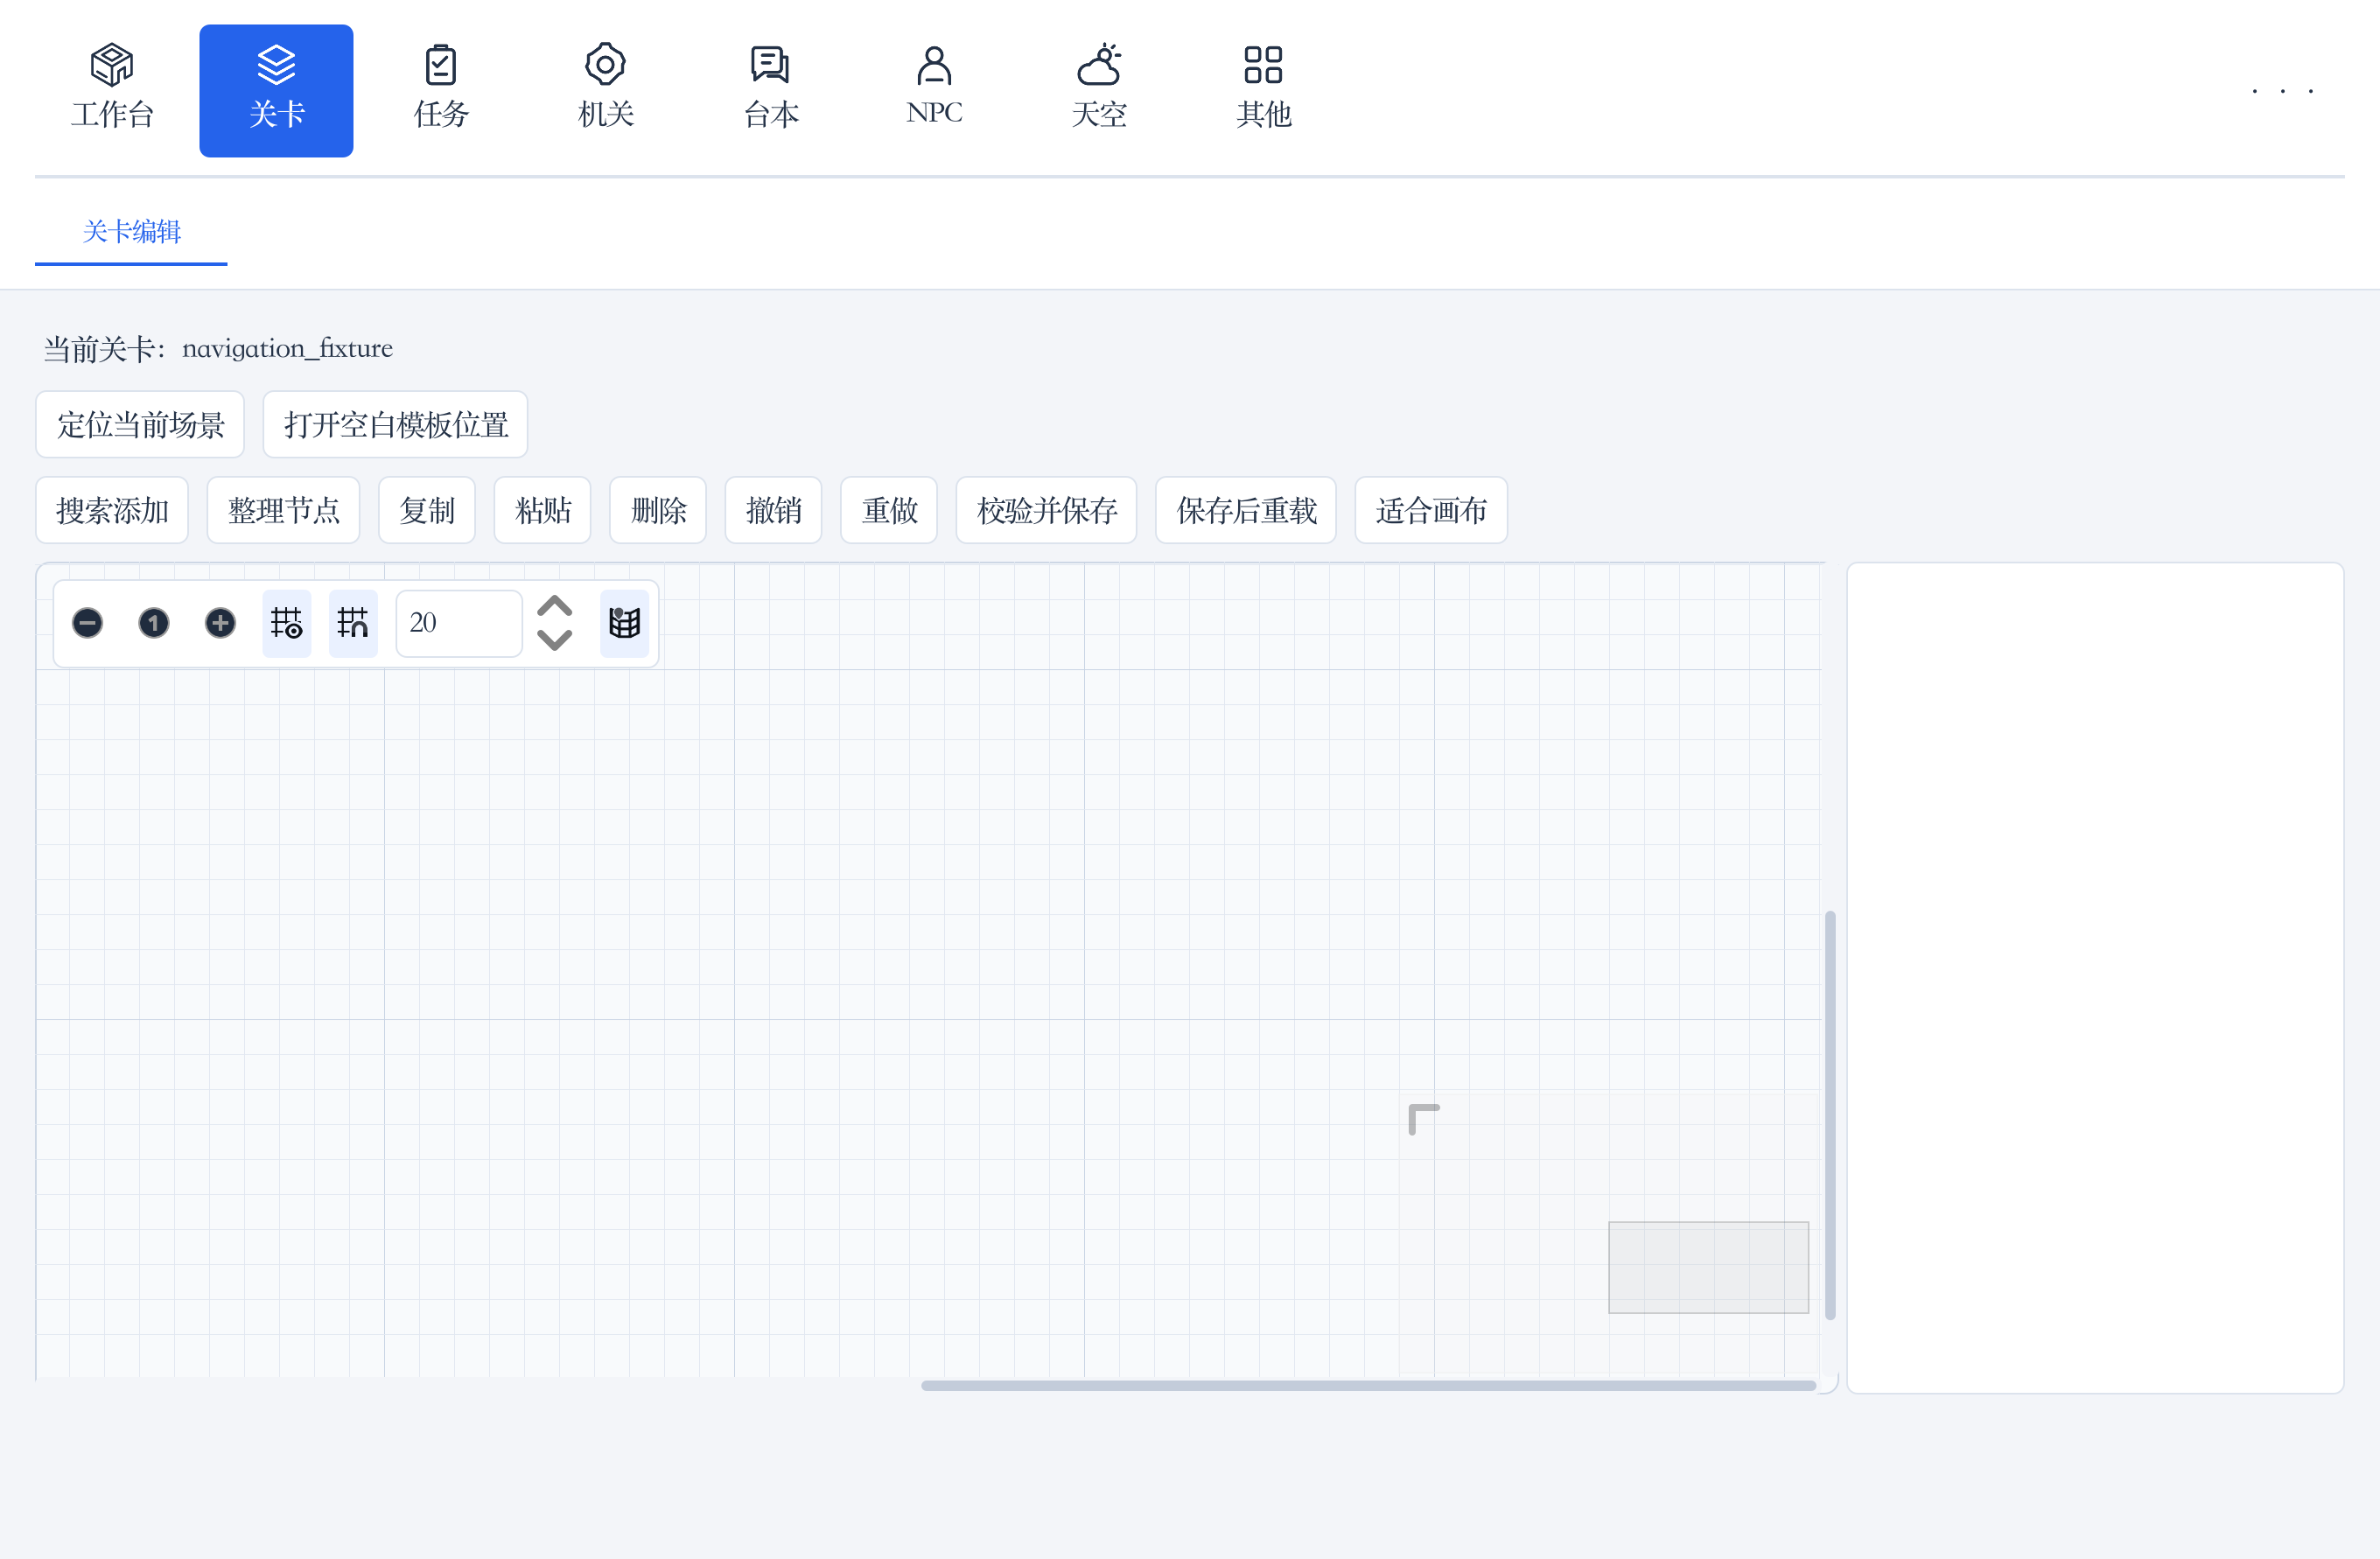 工作台 关卡 任务 机关 台本 NPC 天空 其他 · · ·
关卡编辑
当前关卡：navigation_fixture
定位当前场景 打开空白模板位置
搜索添加 整理节点 复制 粘贴 删除 撤销 重做 校验并保存 保存后重载 适合画布
1 20